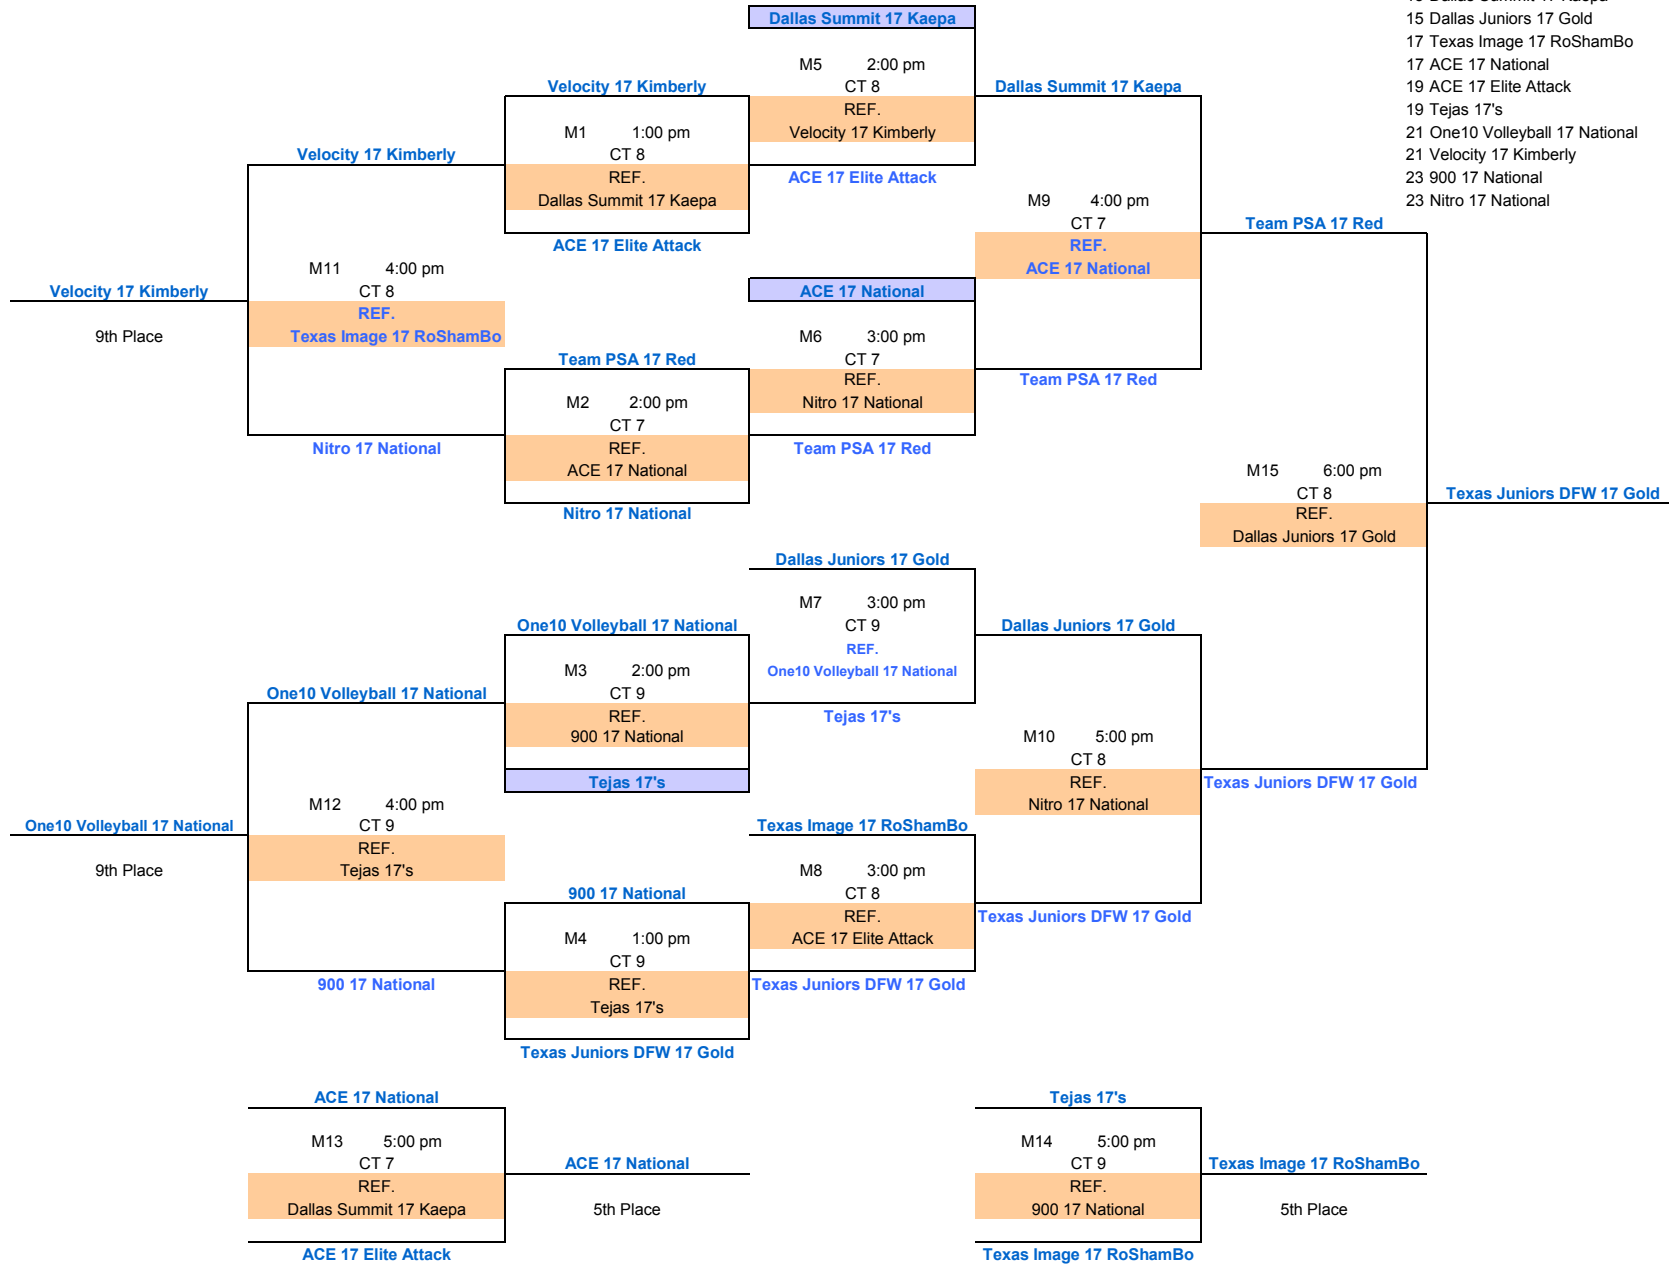 Dallas Summit 17 Kaepa
15 Dallas Juniors 17 Gold
17 Texas Image 17 RoShamBo
17 ACE 17 National
19 ACE 17 Elite Attack
19 Tejas 17's
21 One10 Volleyball 17 National
21 Velocity 17 Kimberly
23 900 17 National
23 Nitro 17 National
M5 2:00 pm
CT 8
REF.
Velocity 17 Kimberly
Velocity 17 Kimberly
Dallas Summit 17 Kaepa
M1 1:00 pm
CT 8
REF.
Dallas Summit 17 Kaepa
Velocity 17 Kimberly
ACE 17 Elite Attack
ACE 17 Elite Attack
M9 4:00 pm
CT 7
REF.
ACE 17 National
Team PSA 17 Red
M11 4:00 pm
CT 8
REF.
Texas Image 17 RoShamBo
Velocity 17 Kimberly
9th Place
ACE 17 National
M6 3:00 pm
CT 7
REF.
Nitro 17 National
Team PSA 17 Red
Team PSA 17 Red
M2 2:00 pm
CT 7
REF.
ACE 17 National
Nitro 17 National
Team PSA 17 Red
Nitro 17 National
M15 6:00 pm
CT 8
REF.
Dallas Juniors 17 Gold
Texas Juniors DFW 17 Gold
Dallas Juniors 17 Gold
M7 3:00 pm
CT 9
REF.
One10 Volleyball 17 National
One10 Volleyball 17 National
Dallas Juniors 17 Gold
M3 2:00 pm
CT 9
REF.
900 17 National
One10 Volleyball 17 National
Tejas 17's
Tejas 17's
M10 5:00 pm
CT 8
REF.
Nitro 17 National
Texas Juniors DFW 17 Gold
M12 4:00 pm
CT 9
REF.
Tejas 17's
One10 Volleyball 17 National
9th Place
Texas Image 17 RoShamBo
M8 3:00 pm
CT 8
REF.
ACE 17 Elite Attack
900 17 National
Texas Juniors DFW 17 Gold
M4 1:00 pm
CT 9
REF.
Tejas 17's
900 17 National
Texas Juniors DFW 17 Gold
Texas Juniors DFW 17 Gold
ACE 17 National
M13 5:00 pm
CT 7
REF.
Dallas Summit 17 Kaepa
ACE 17 National
5th Place
ACE 17 Elite Attack
Tejas 17's
M14 5:00 pm
CT 9
REF.
900 17 National
Texas Image 17 RoShamBo
5th Place
Texas Image 17 RoShamBo